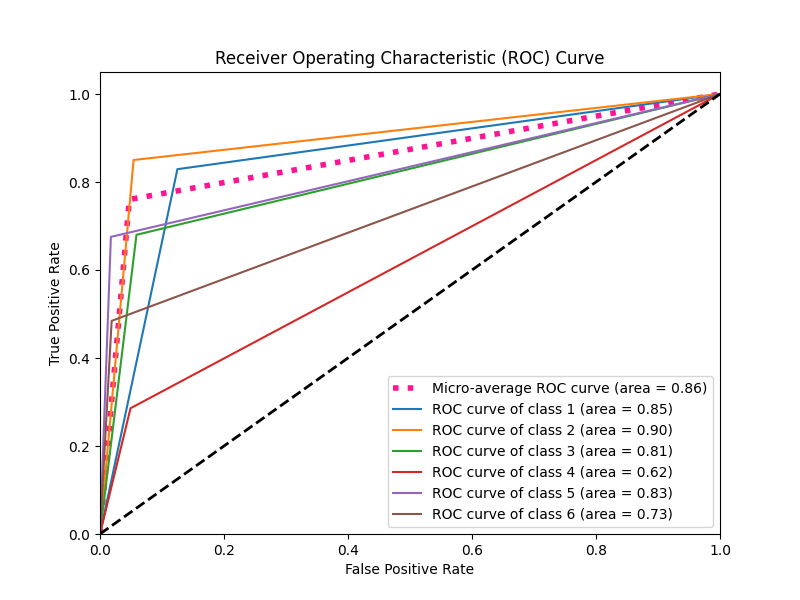 Receiver Operating Characteristic (ROC) Curve
True Positive Rate
1.0
0.8
0.6
0.4
0.2
0.0
Micro-average ROC curve (area = 0.86)
ROC curve of class 1 (area = 0.85)
ROC curve of class 2 (area = 0.90)
ROC curve of class 3 (area = 0.81)
ROC curve of class 4 (area = 0.62)
ROC curve of class 5 (area = 0.83)
ROC curve of class 6 (area = 0.73)
0.0 0.2 0.4 0.6 0.8 1.0
False Positive Rate